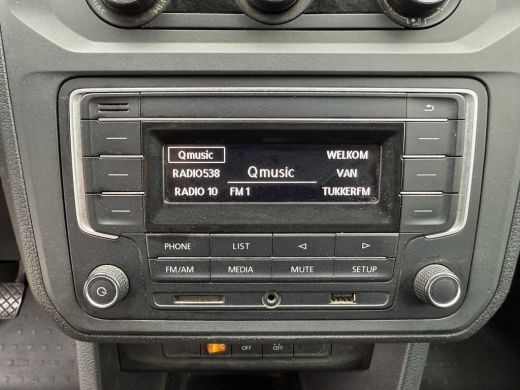 Qmusic WELKOM
RADIO538 Qmusic VAN
RADIO 10 FM1 TUKKERFM
PHONE LIST
FM/AM MEDIA MUTE SETUP
OFF OFF